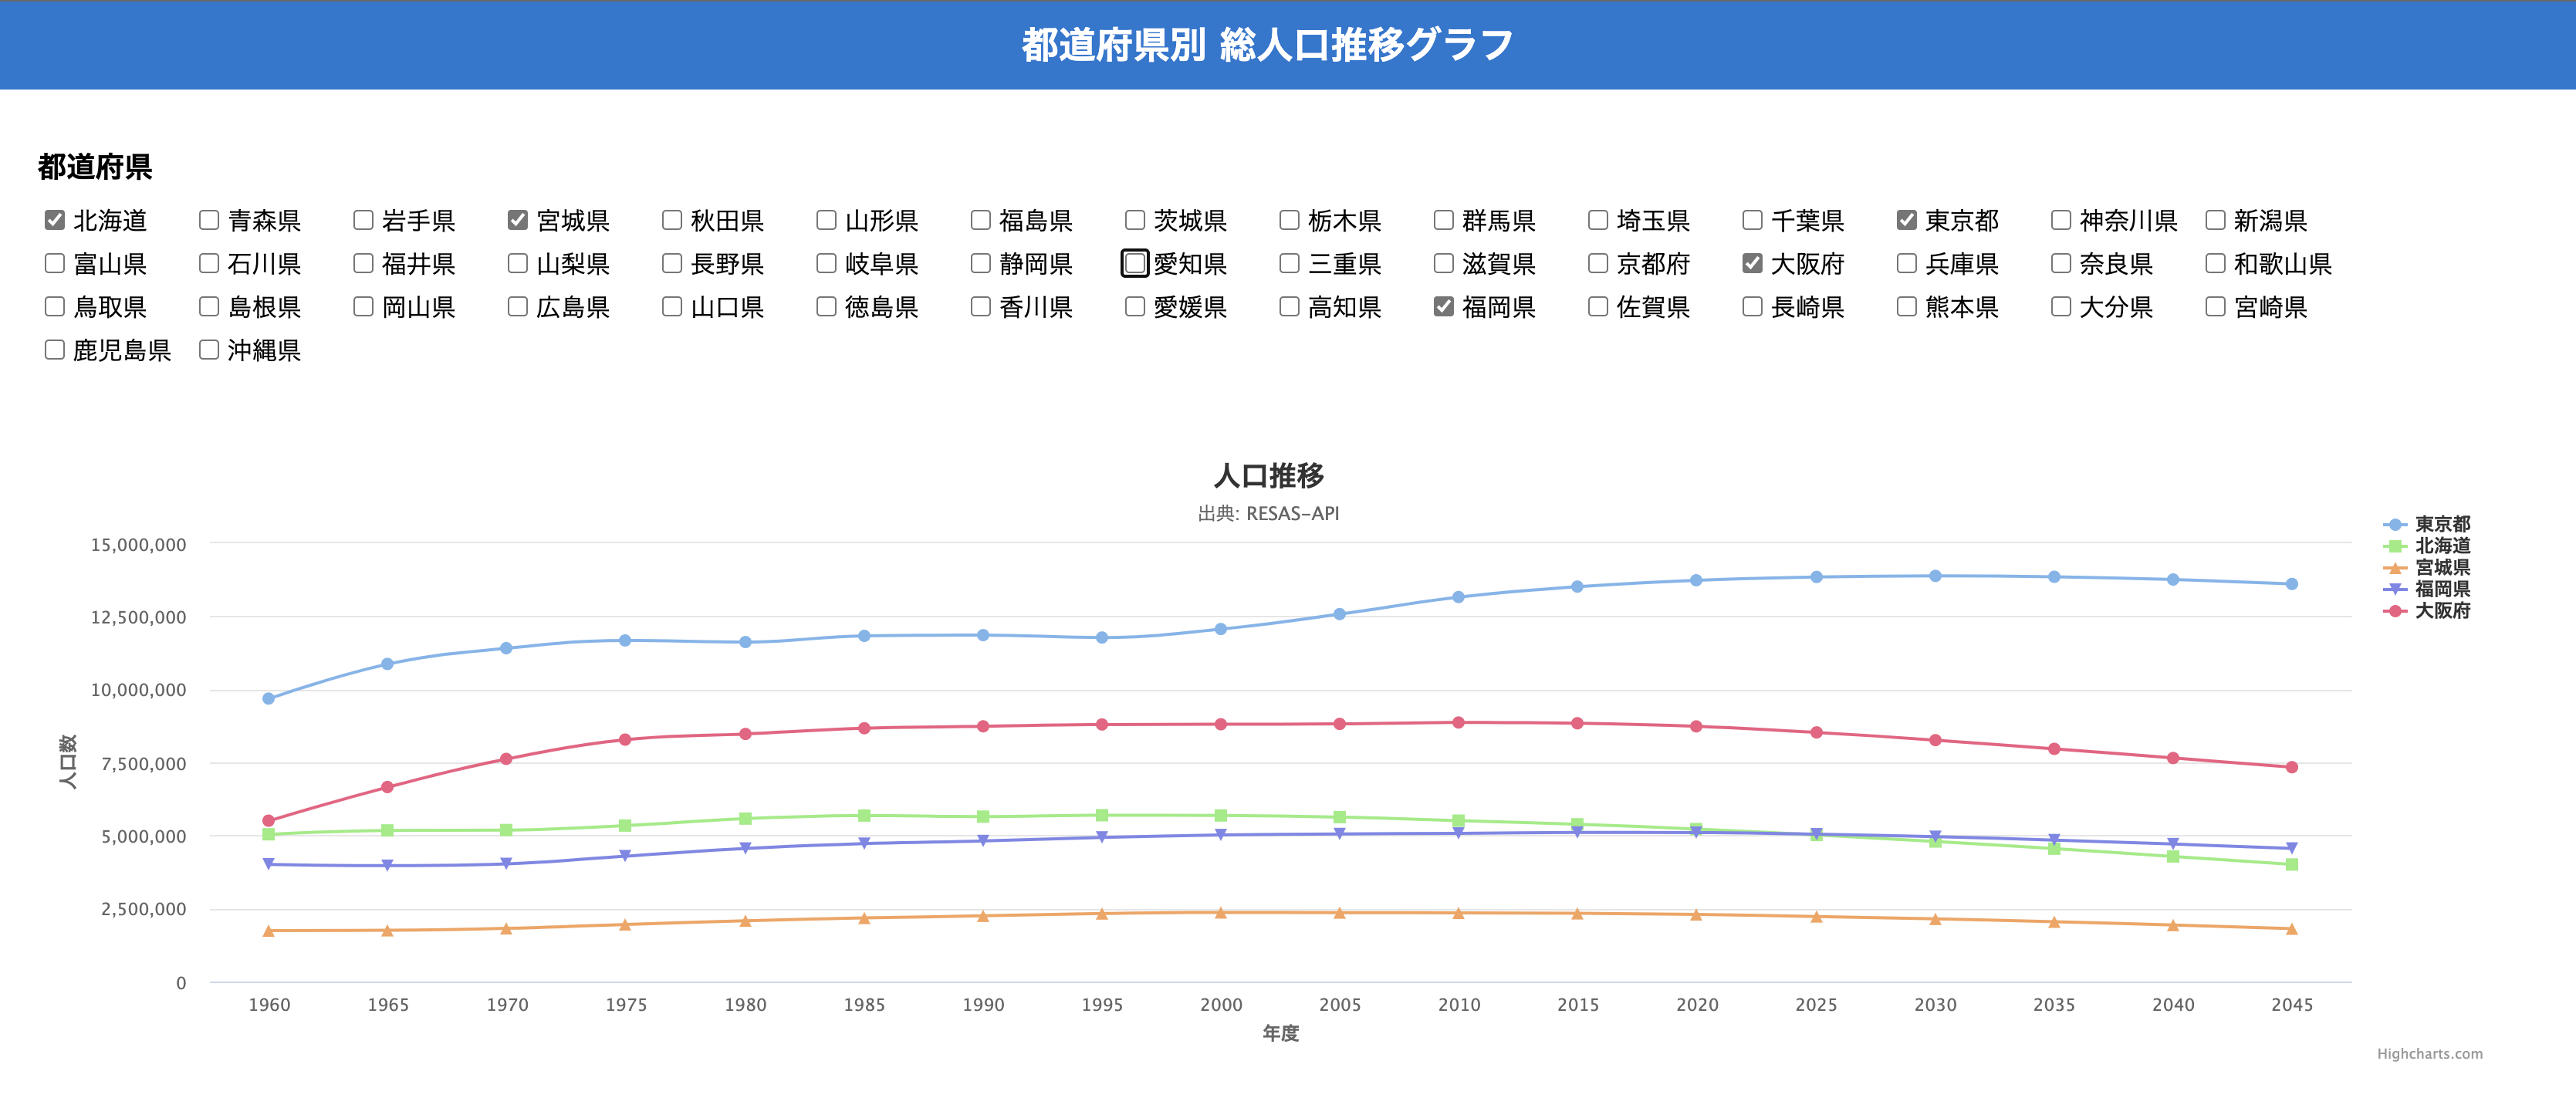 都道府県別 総人口推移グラフ
都道府県
北海道 青森県 岩手県 宮城県 秋田県 山形県 福島県 茨城県 栃木県 群馬県 埼玉県 千葉県 東京都 神奈川県 新潟県
富山県 石川県 福井県 山梨県 長野県 岐阜県 静岡県 愛知県 三重県 滋賀県 京都府 大阪府 兵庫県 奈良県 和歌山県
鳥取県 島根県 岡山県 広島県 山口県 徳島県 香川県 愛媛県 高知県 福岡県 佐賀県 長崎県 熊本県 大分県 宮崎県
鹿児島県 沖縄県
人口推移
出典: RESAS-API
人口数
15,000,000
12,500,000
10,000,000
7,500,000
5,000,000
2,500,000
0
1960 1965 1970 1975 1980 1985 1990 1995 2000 2005 2010 2015 2020 2025 2030 2035 2040 2045
年度
東京都
北海道
宮城県
福岡県
大阪府
Highcharts.com